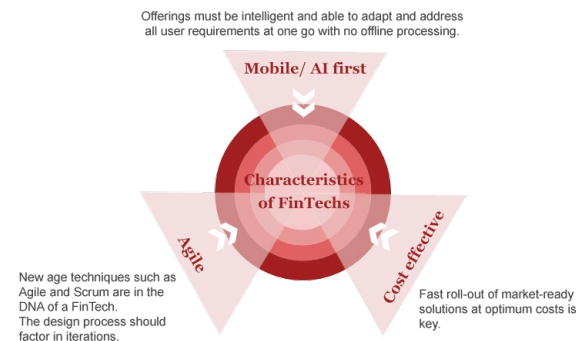 Offerings must be intelligent and able to adapt and address
all user requirements at one go with no offline processing.
Mobile/ AI first
Characteristics
of FinTechs
Agile
Cost effective
New age techniques such as
Agile and Scrum are in the
DNA of a FinTech.
The design process should
factor in iterations.
Fast roll-out of market-ready
solutions at optimum costs is
key.